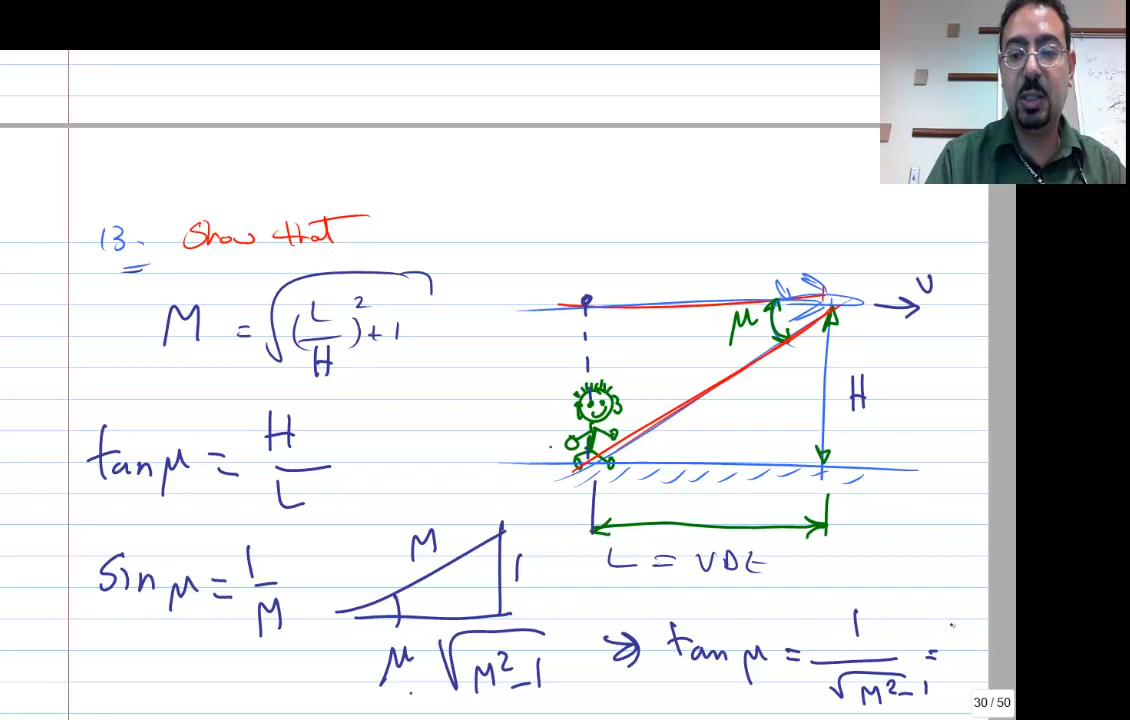 13. Show that
M = √(L/H)² + 1
tan μ = H/L
sin μ = 1/M
M
1
μ
√M²-1
⇒ tan μ = 1/√M²-1 =
μ
U
H
L = VΔt
30 / 50